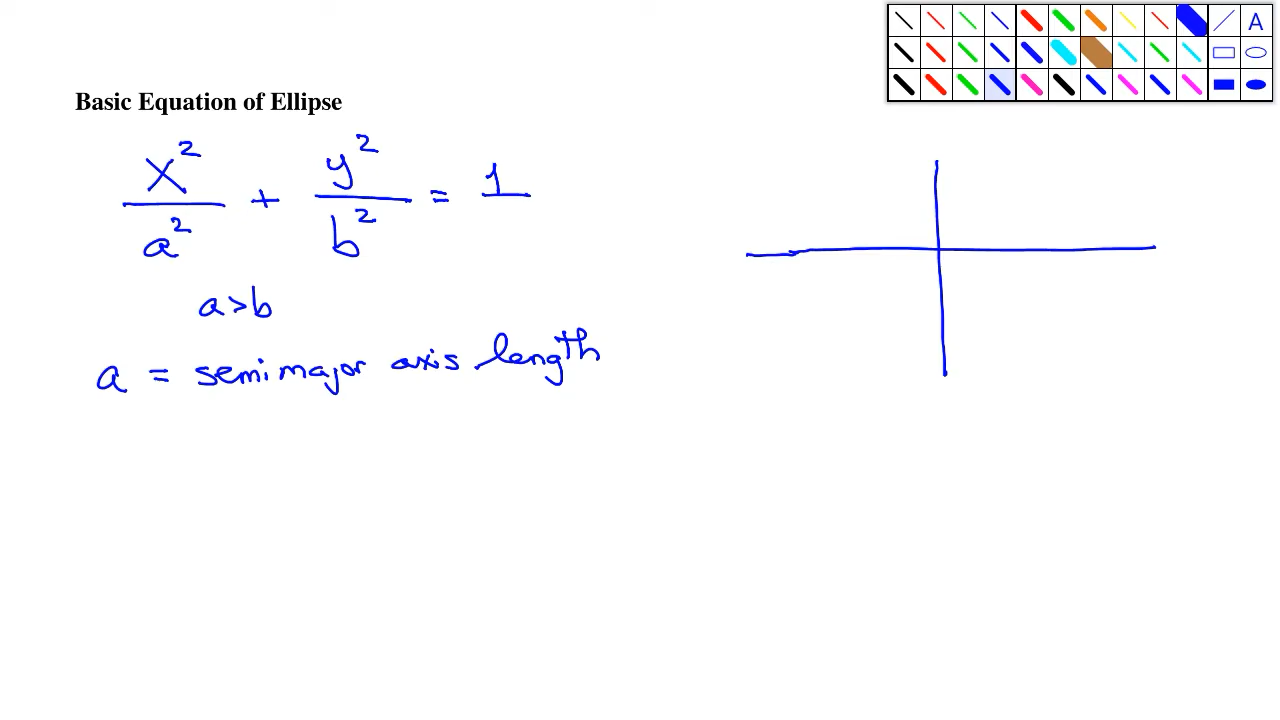 Basic Equation of Ellipse
x²/a² + y²/b² = 1
a>b
a = semimajor axis length
A